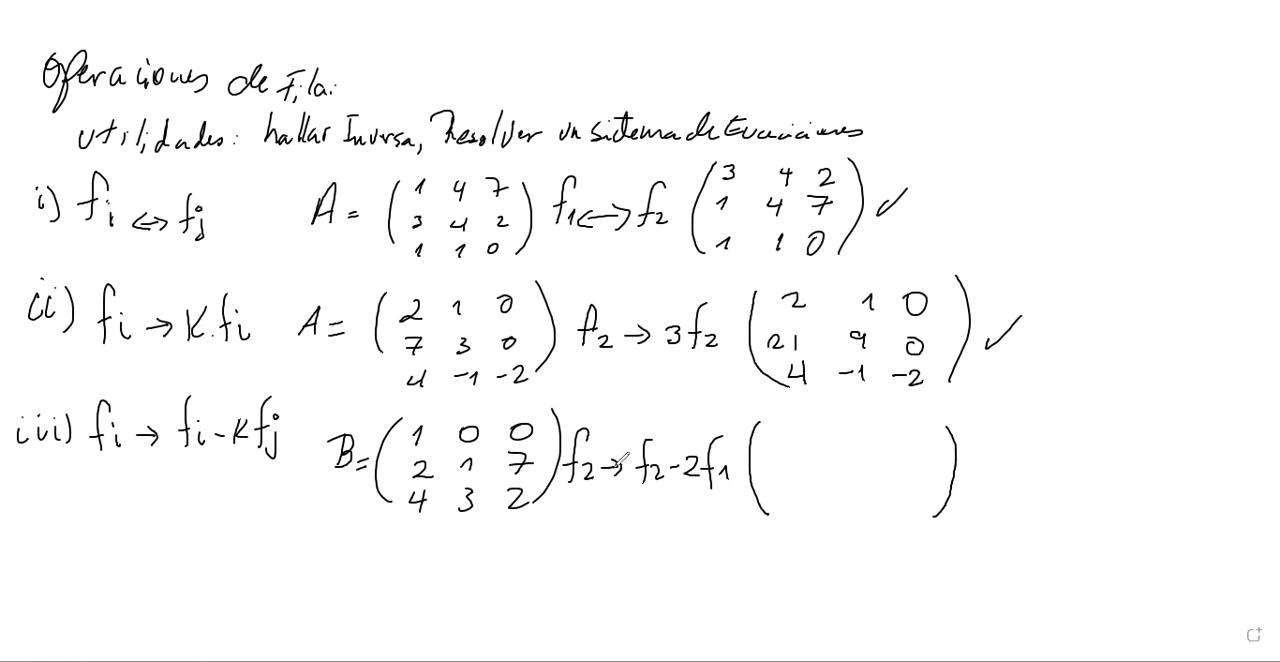 Operaciones de Fila:
Utilidades: hallar Inversa, Resolver un sistema de Ecuaciones
i) fi ↔ fj A = (1 4 7 / 3 4 2 / 1 1 0) f1 ↔ f2 (3 4 2 / 1 4 7 / 1 1 0) ✓
ii) fi → K.fi A = (2 1 0 / 7 3 0 / 4 -1 -2) f2 → 3f2 (2 1 0 / 21 9 0 / 4 -1 -2) ✓
iii) fi → fi - Kfj B = (1 0 0 / 2 1 7 / 4 3 2) f2 → f2 - 2f1 ( )